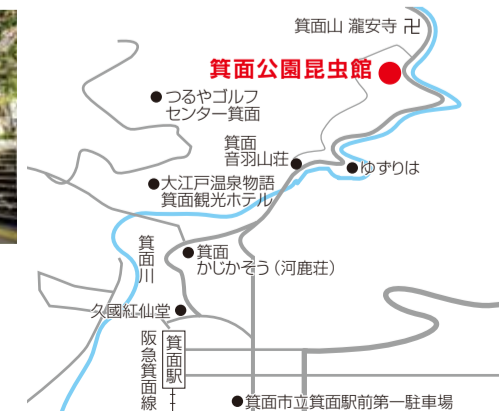 箕面山 瀧安寺 卍
箕面公園昆虫館
つるやゴルフ
センター箕面
箕面
音羽山荘
ゆずりは
大江戸温泉物語
箕面観光ホテル
箕面川
箕面
かじかそう（河鹿荘）
久國紅仙堂
箕面駅
阪急箕面線
箕面市立箕面駅前第一駐車場